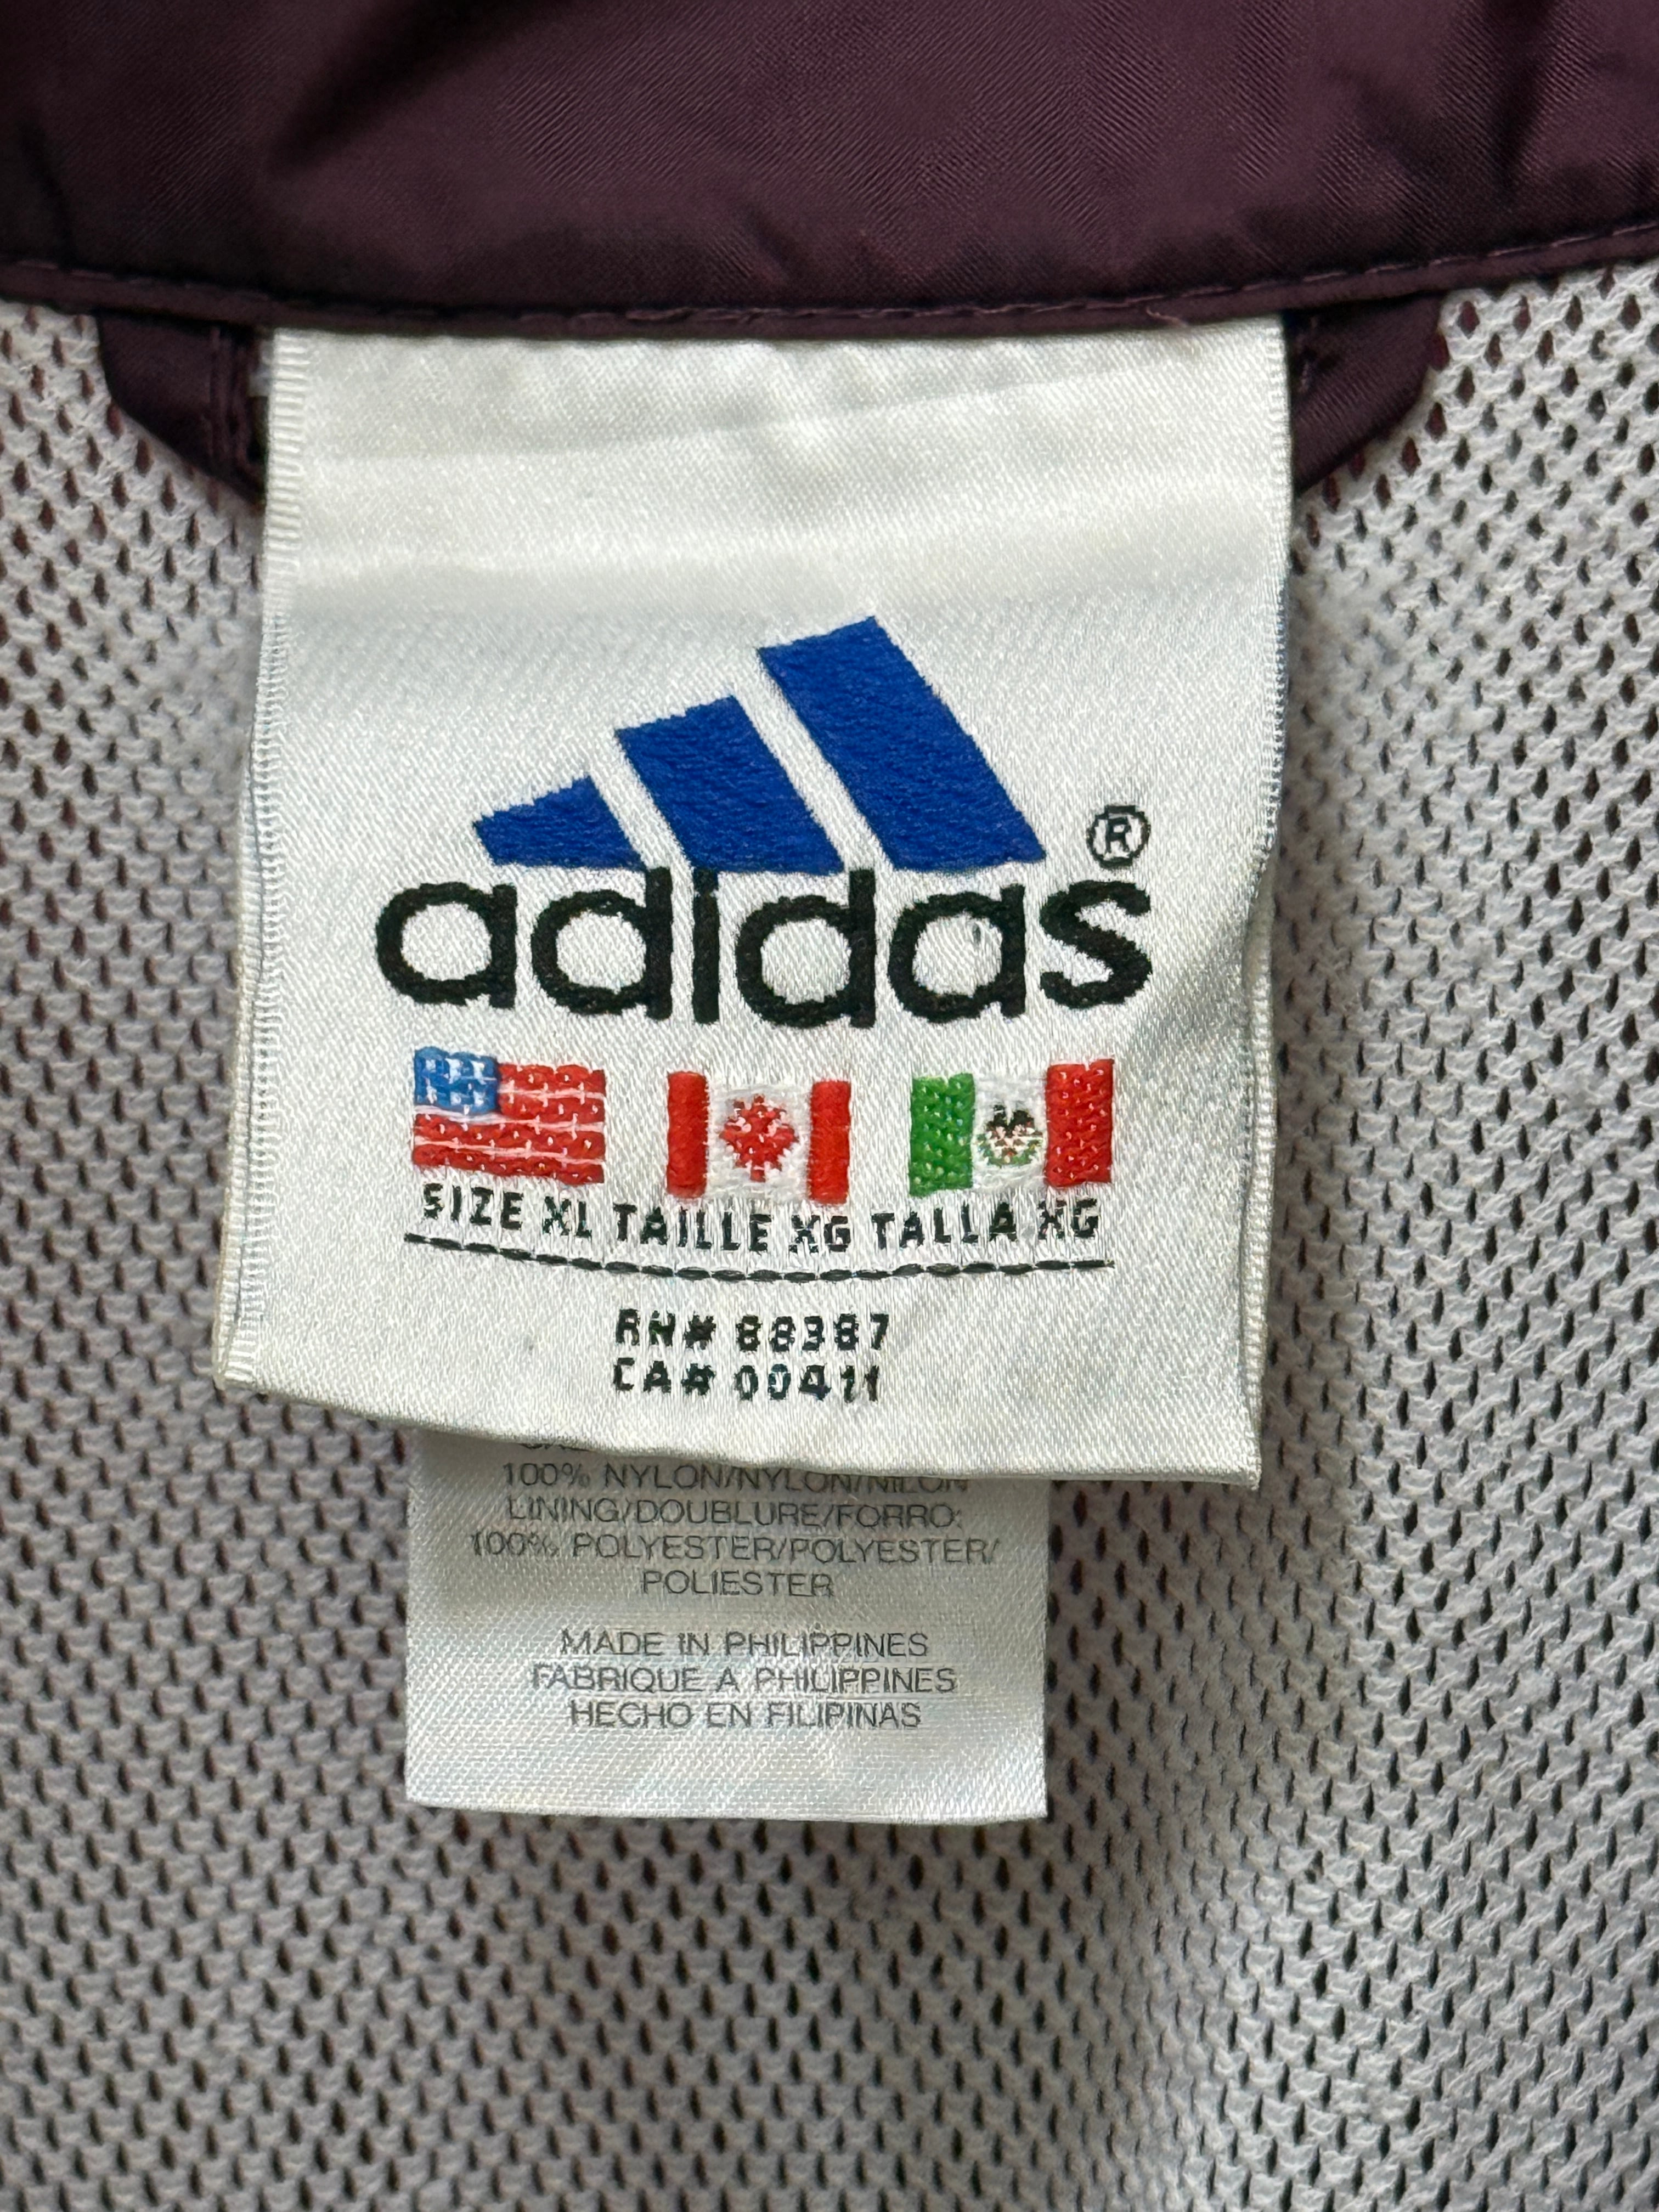 ®
adidas
SIZE XL TAILLE XG TALLA XG
RN# 88387
CA# 00411
100% NYLON/NYLON/NILON
LINING/DOUBLURE/FORRO:
100% POLYESTER/POLYESTER/
POLIESTER
MADE IN PHILIPPINES
FABRIQUE A PHILIPPINES
HECHO EN FILIPINAS